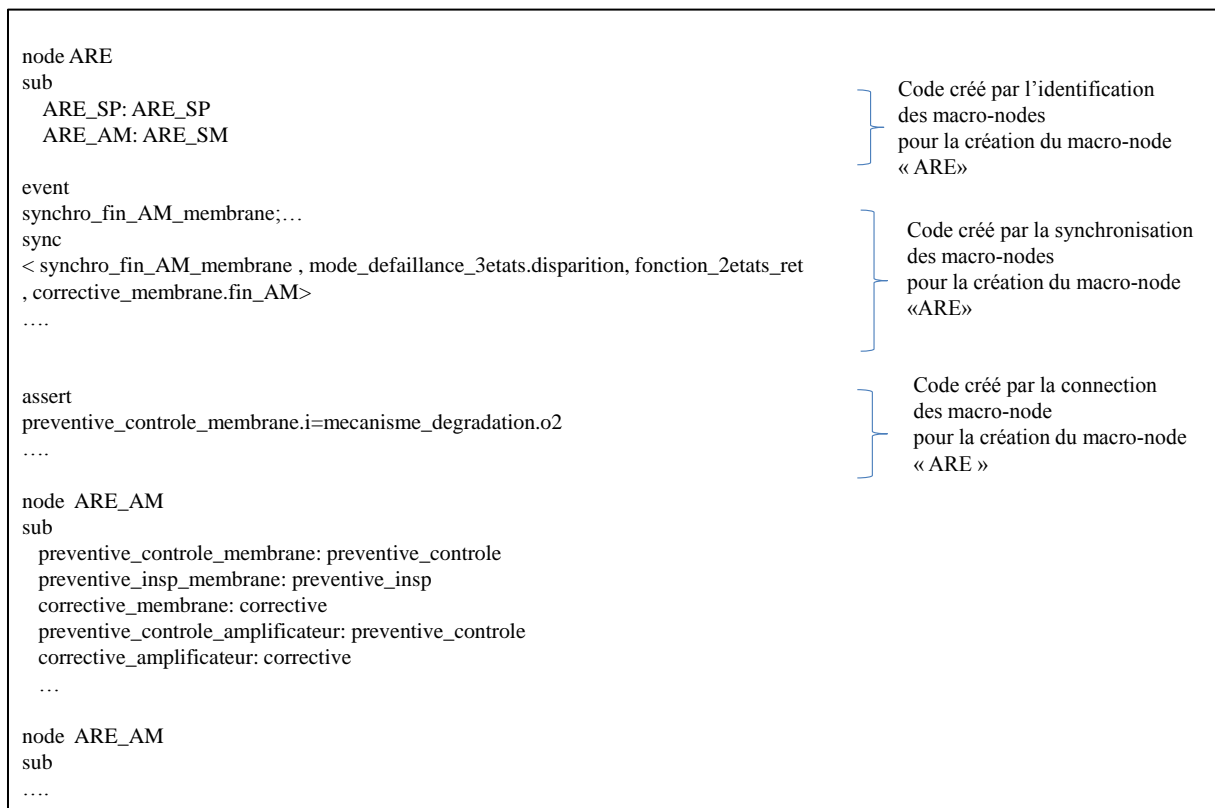 node ARE
sub
ARE_SP: ARE_SP
ARE_AM: ARE_SM
Code créé par l'identification
des macro-nodes
pour la création du macro-node
« ARE»
event
synchro_fin_AM_membrane;…
sync
< synchro_fin_AM_membrane , mode_defaillance_3etats.disparition, fonction_2etats_ret
, corrective_membrane.fin_AM>
….
Code créé par la synchronisation
des macro-nodes
pour la création du macro-node
«ARE»
assert
preventive_controle_membrane.i=mecanisme_degradation.o2
….
Code créé par la connection
des macro-node
pour la création du macro-node
« ARE »
node ARE_AM
sub
preventive_controle_membrane: preventive_controle
preventive_insp_membrane: preventive_insp
corrective_membrane: corrective
preventive_controle_amplificateur: preventive_controle
corrective_amplificateur: corrective
…
node ARE_AM
sub
….